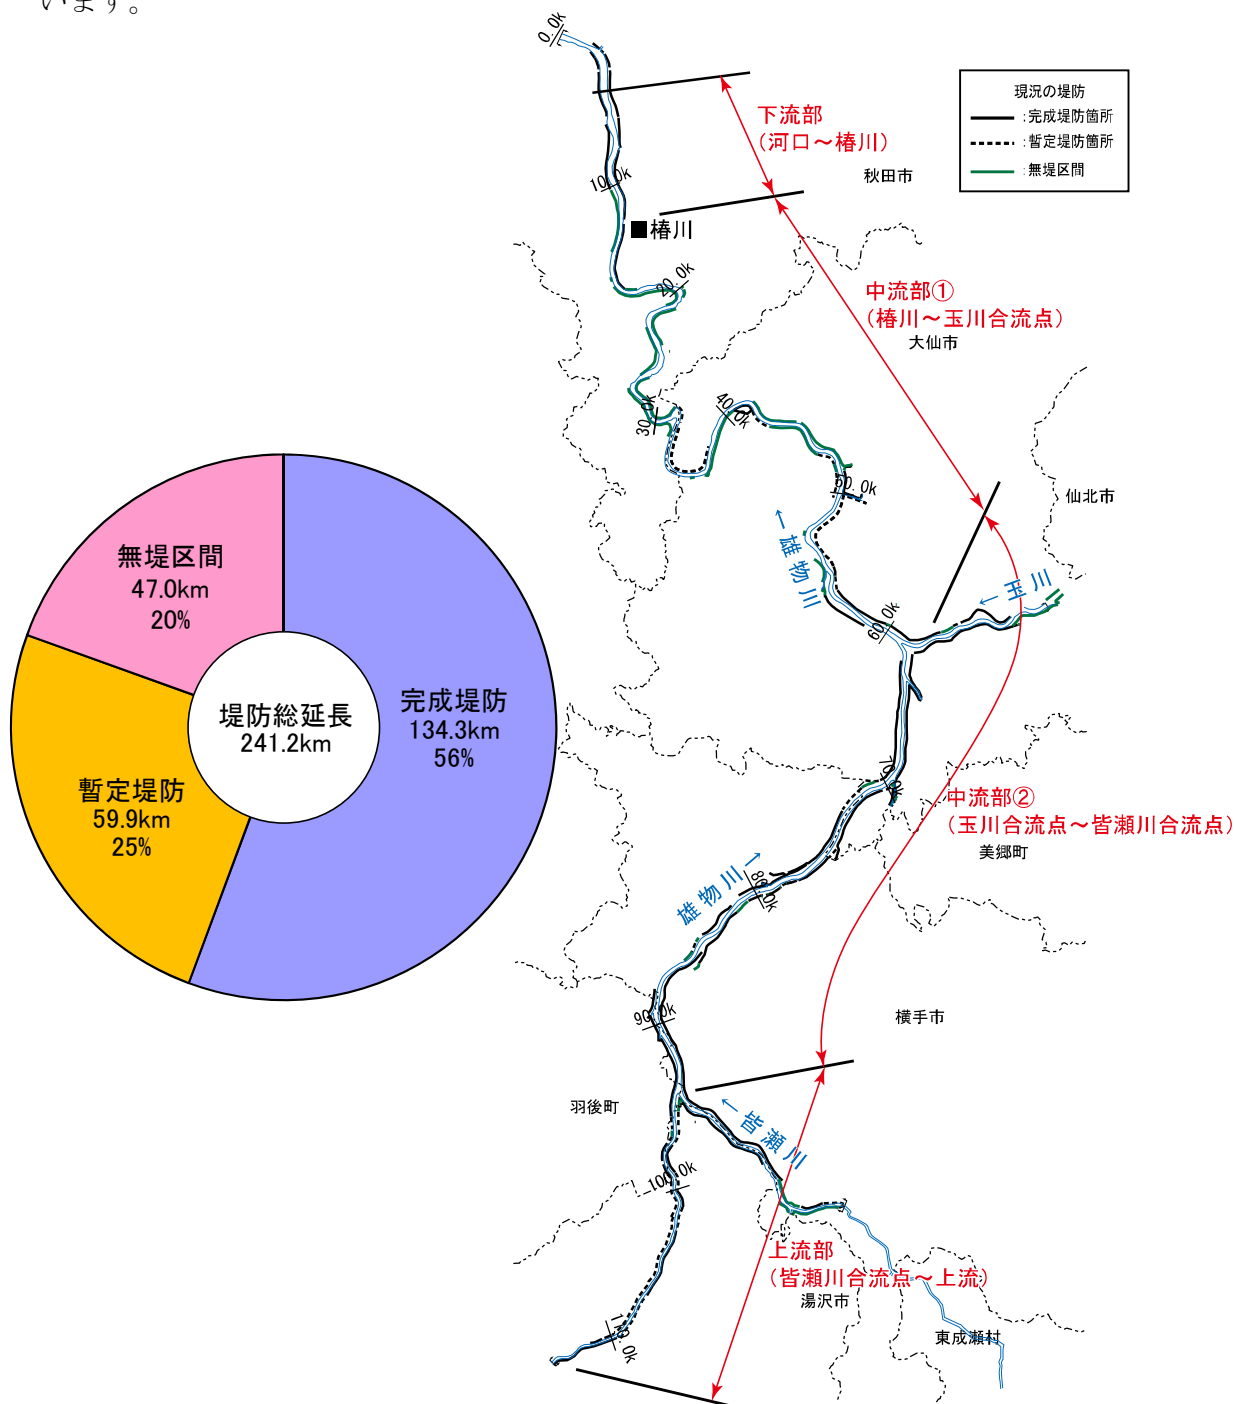 います。
0.0k
現況の堤防
:完成堤防箇所
:暫定堤防箇所
:無堤区間
下流部
(河口～椿川)
秋田市
10.0k
■椿川
20.0k
中流部①
(椿川～玉川合流点)
大仙市
30.0k
40.0k
50.0k
仙北市
←雄物川
←玉川
60.0k
無堤区間
47.0km
20%
堤防総延長
241.2km
完成堤防
134.3km
56%
暫定堤防
59.9km
25%
70.0k
中流部②
(玉川合流点～皆瀬川合流点)
美郷町
雄物川→
80.0k
90.0k
横手市
羽後町
←皆瀬川
100.0k
上流部
(皆瀬川合流点～上流)
湯沢市
110.0k
東成瀬村